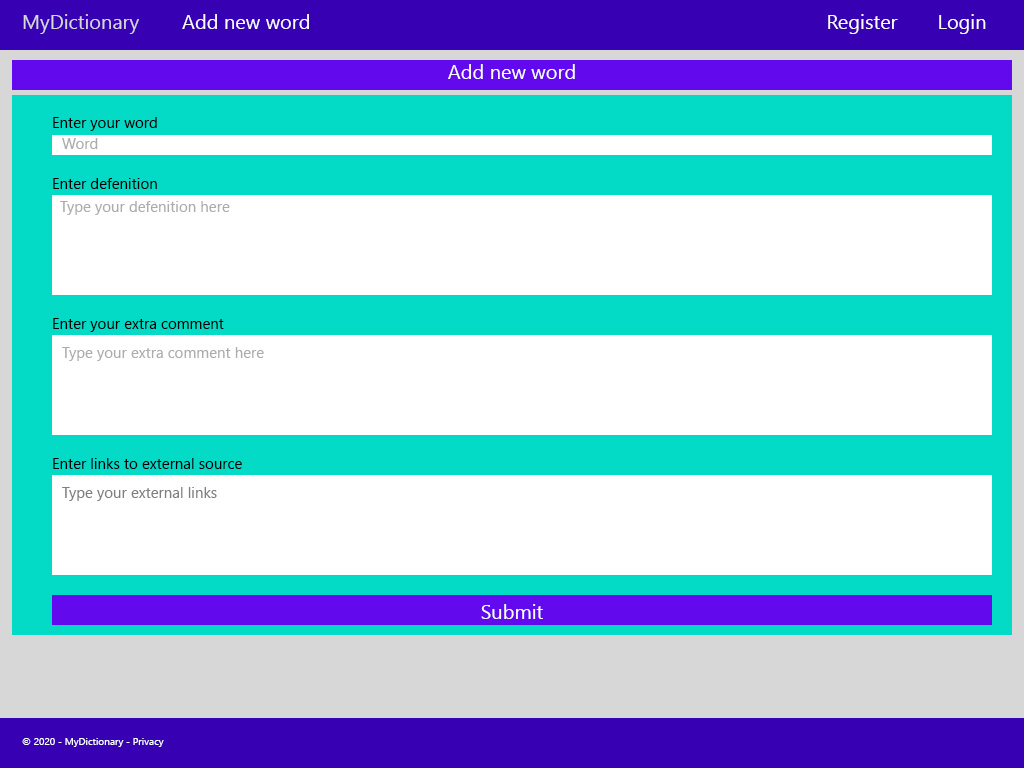 MyDictionary Add new word Register Login
Add new word
Enter your word
Word
Enter defenition
Type your defenition here
Enter your extra comment
Type your extra comment here
Enter links to external source
Type your external links
Submit
© 2020 - MyDictionary - Privacy